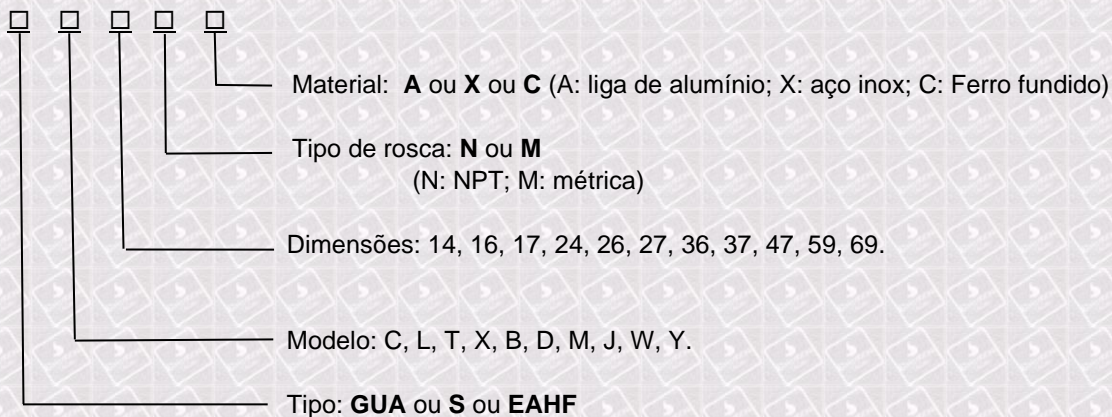 □ □ □ □ □
Material: A ou X ou C (A: liga de alumínio; X: aço inox; C: Ferro fundido)
Tipo de rosca: N ou M
(N: NPT; M: métrica)
Dimensões: 14, 16, 17, 24, 26, 27, 36, 37, 47, 59, 69.
Modelo: C, L, T, X, B, D, M, J, W, Y.
Tipo: GUA ou S ou EAHF